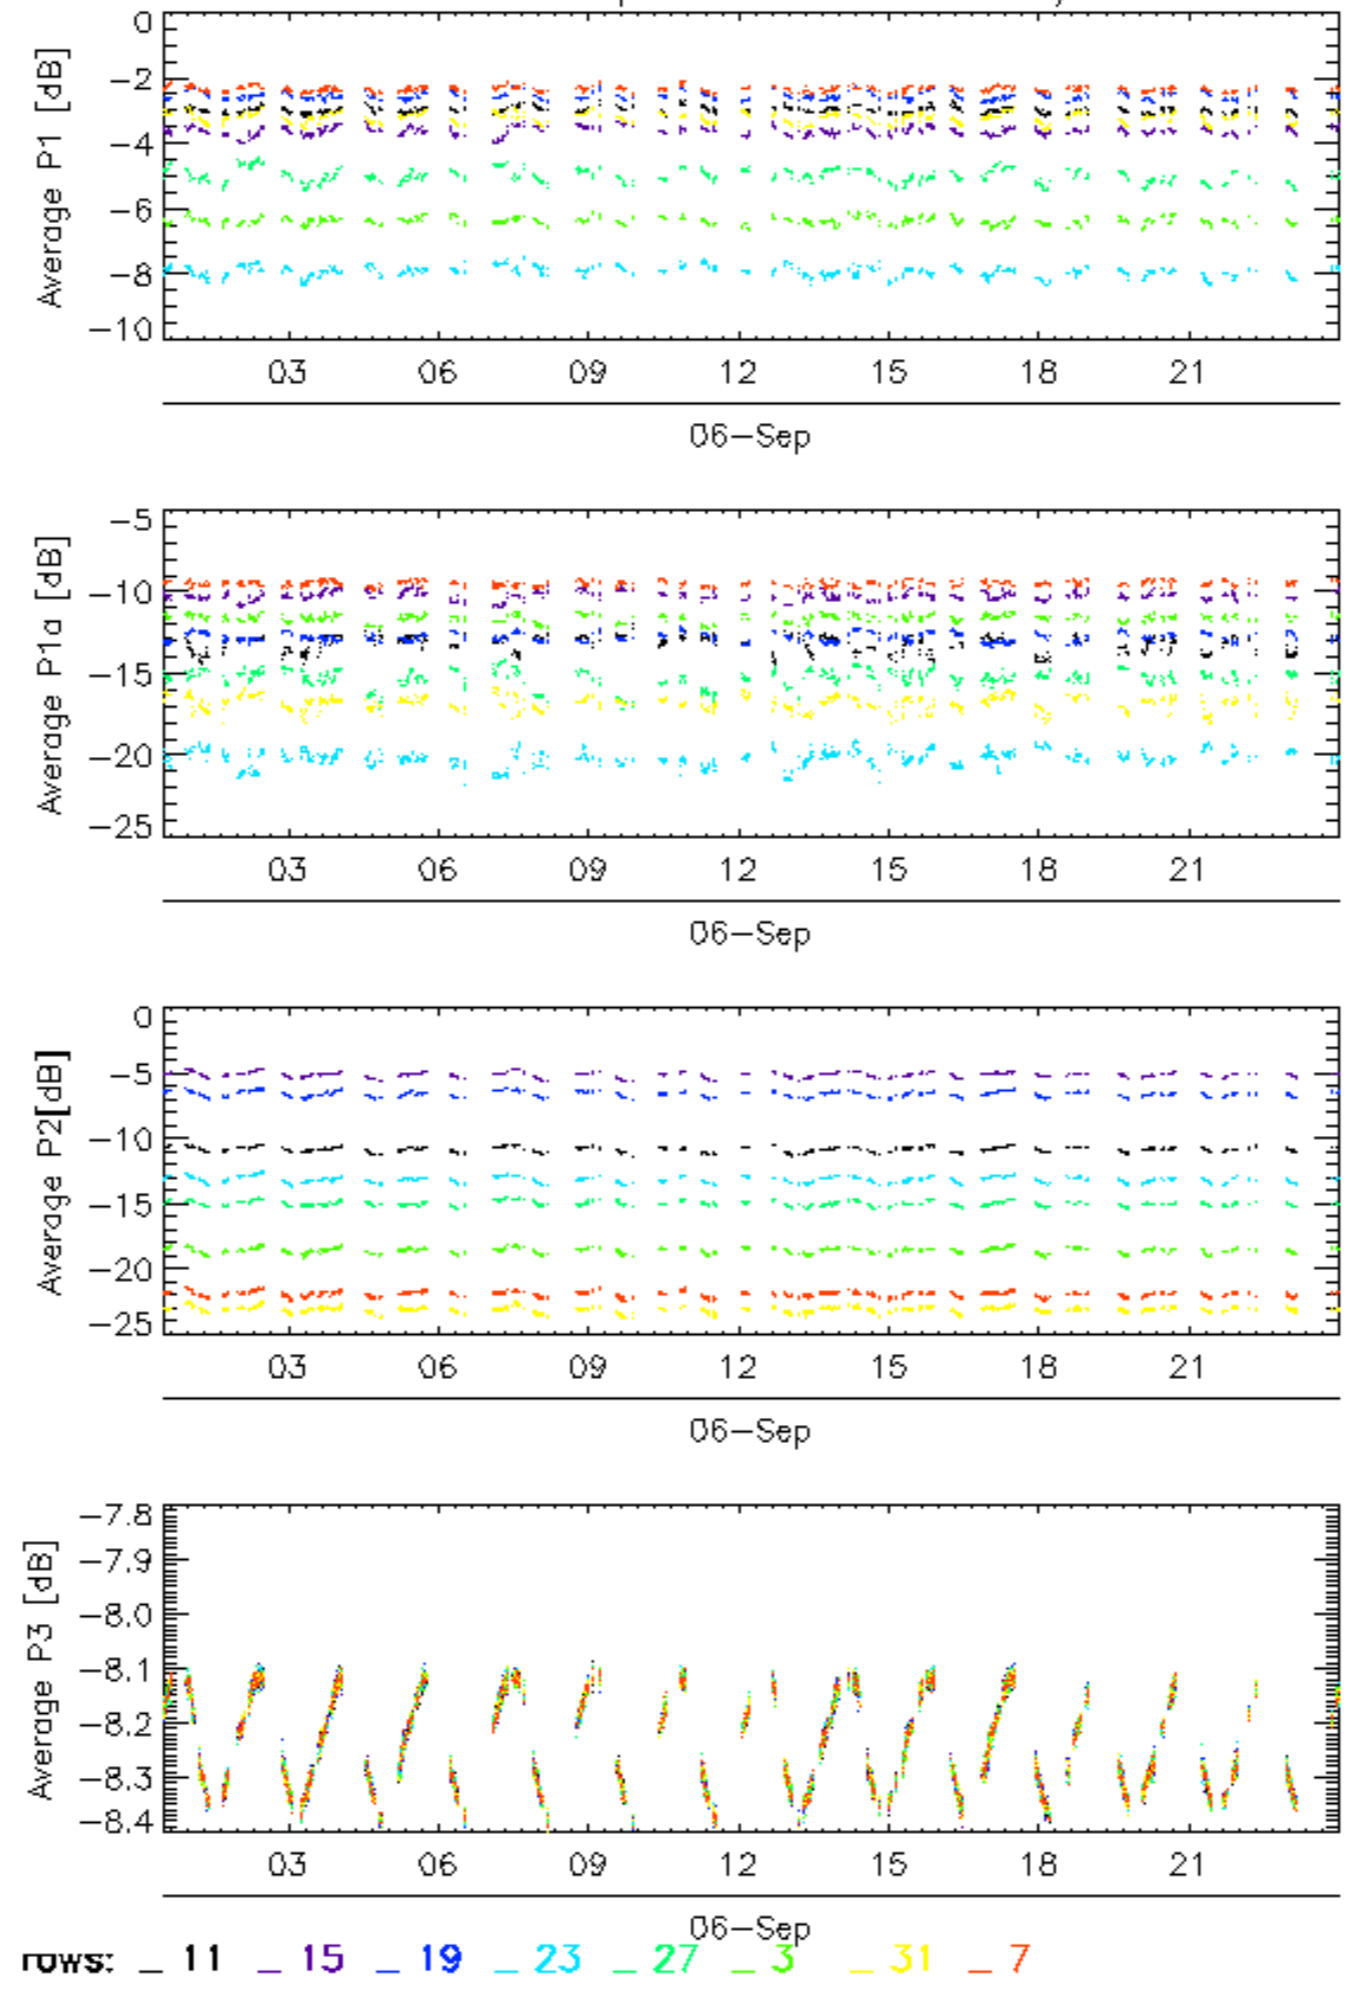 0
−2
−4
−6
−8
−10
Average P1 [dB]
03 06 09 12 15 18 21
06−Sep
−5
−10
−15
−20
−25
Average P1a [dB]
03 06 09 12 15 18 21
06−Sep
0
−5
−10
−15
−20
−25
Average P2[dB]
03 06 09 12 15 18 21
06−Sep
−7.8
−7.9
−8.0
−8.1
−8.2
−8.3
−8.4
Average P3 [dB]
03 06 09 12 15 18 21
06−Sep
rows: _ 11 _ 15 _ 19 _ 23 _ 27 _ 3 _ 31 _ 7